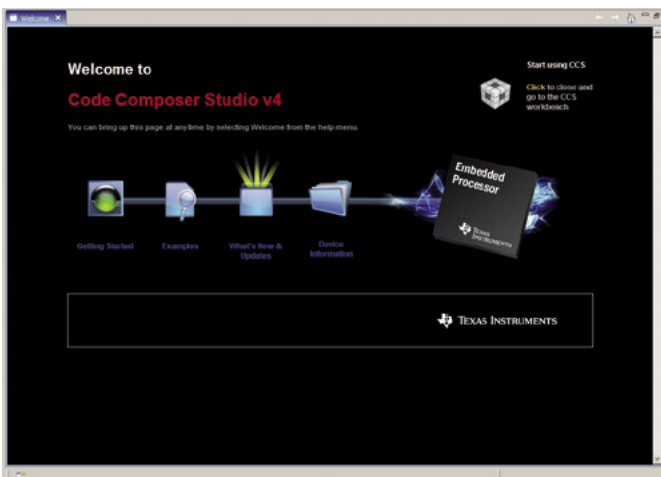 Welcome
Welcome to
Code Composer Studio v4
You can bring up this page at any time by selecting Welcome from the help menu.
Start using CCS
Click to close and
go to the CCS
workbench
Embedded
Processor
TEXAS
INSTRUMENTS
Getting Started
Examples
What's New &
Updates
Device
Information
TEXAS INSTRUMENTS